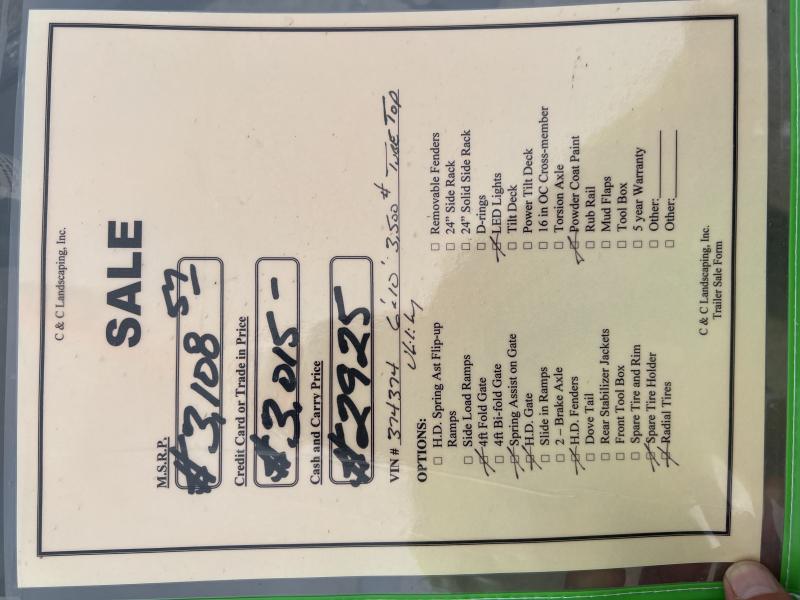 C & C Landscaping, Inc.
SALE
M.S.R.P.
$3,108 57
Credit Card or Trade in Price
$3,015 -
Cash and Carry Price
$2925
VIN # 374374 6'x10' 3,500 # Tube Top
Utility
OPTIONS:
H.D. Spring Ast Flip-up
Ramps
Side Load Ramps
4ft Fold Gate
4ft Bi-fold Gate
Spring Assist on Gate
H.D. Gate
Slide in Ramps
2 – Brake Axle
H.D. Fenders
Dove Tail
Rear Stabilizer Jackets
Front Tool Box
Spare Tire and Rim
Spare Tire Holder
Radial Tires
Removable Fenders
24" Side Rack
24" Solid Side Rack
D-rings
LED Lights
Tilt Deck
Power Tilt Deck
16 in OC Cross-member
Torsion Axle
Powder Coat Paint
Rub Rail
Mud Flaps
Tool Box
5 year Warranty
Other:
Other:
C & C Landscaping, Inc.
Trailer Sale Form